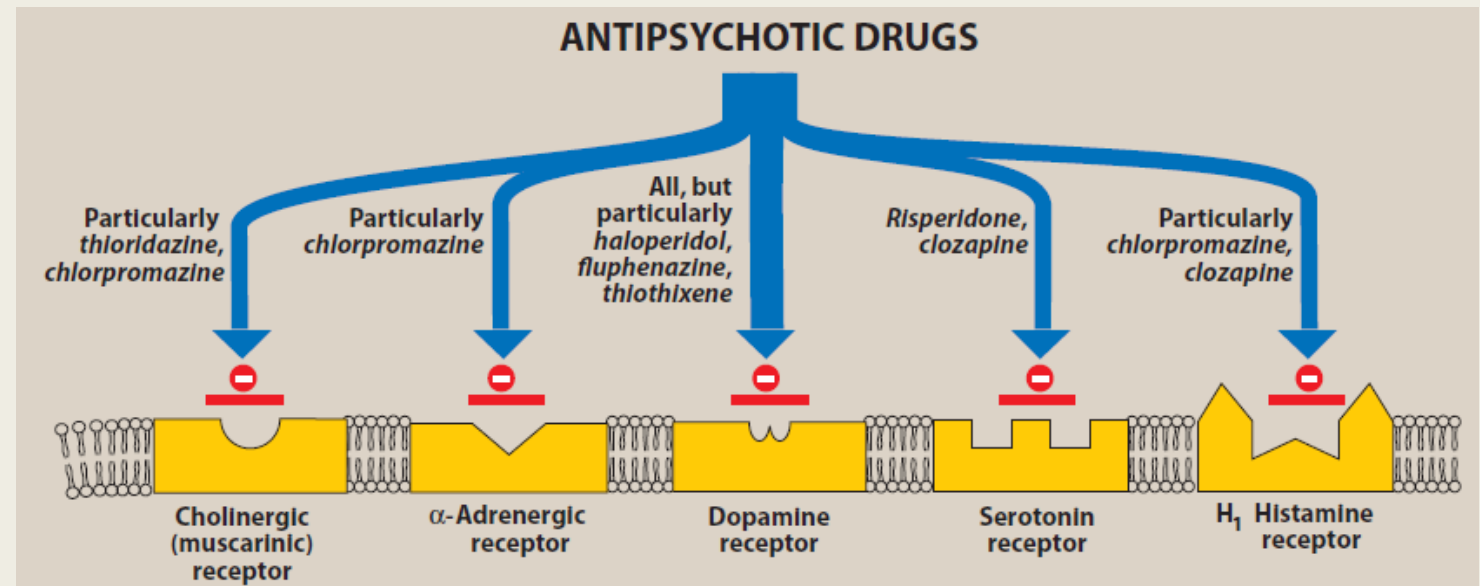 ANTIPSYCHOTIC DRUGS
Particularly
thioridazine,
chlorpromazine
Particularly
chlorpromazine
All, but
particularly
haloperidol,
fluphenazine,
thiothixene
Risperidone,
clozapine
Particularly
chlorpromazine,
clozapine
Cholinergic
(muscarinic)
receptor
α-Adrenergic
receptor
Dopamine
receptor
Serotonin
receptor
H₁ Histamine
receptor